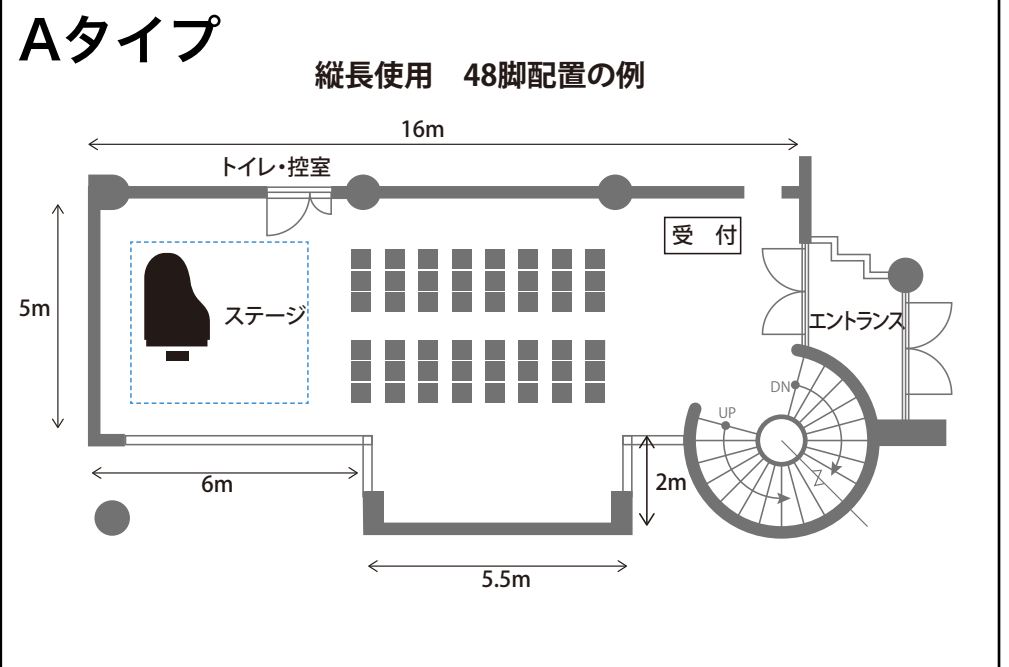 Aタイプ
縦長使用　48脚配置の例
16m
トイレ・控室
受　付
5m
ステージ
エントランス
DN
UP
6m
2m
5.5m